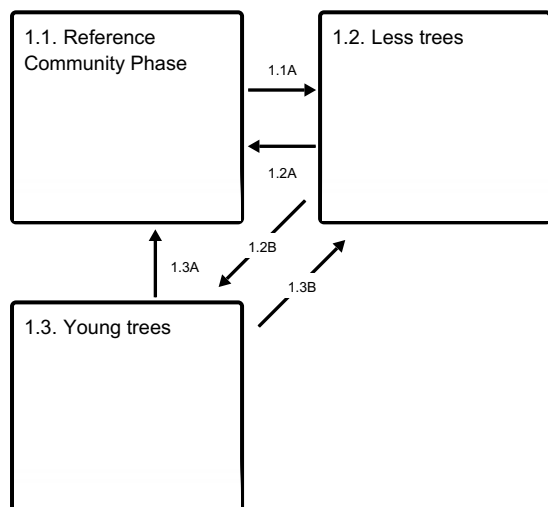 1.1. Reference
Community Phase
1.2. Less trees
1.1A
1.2A
1.2B
1.3A
1.3B
1.3. Young trees